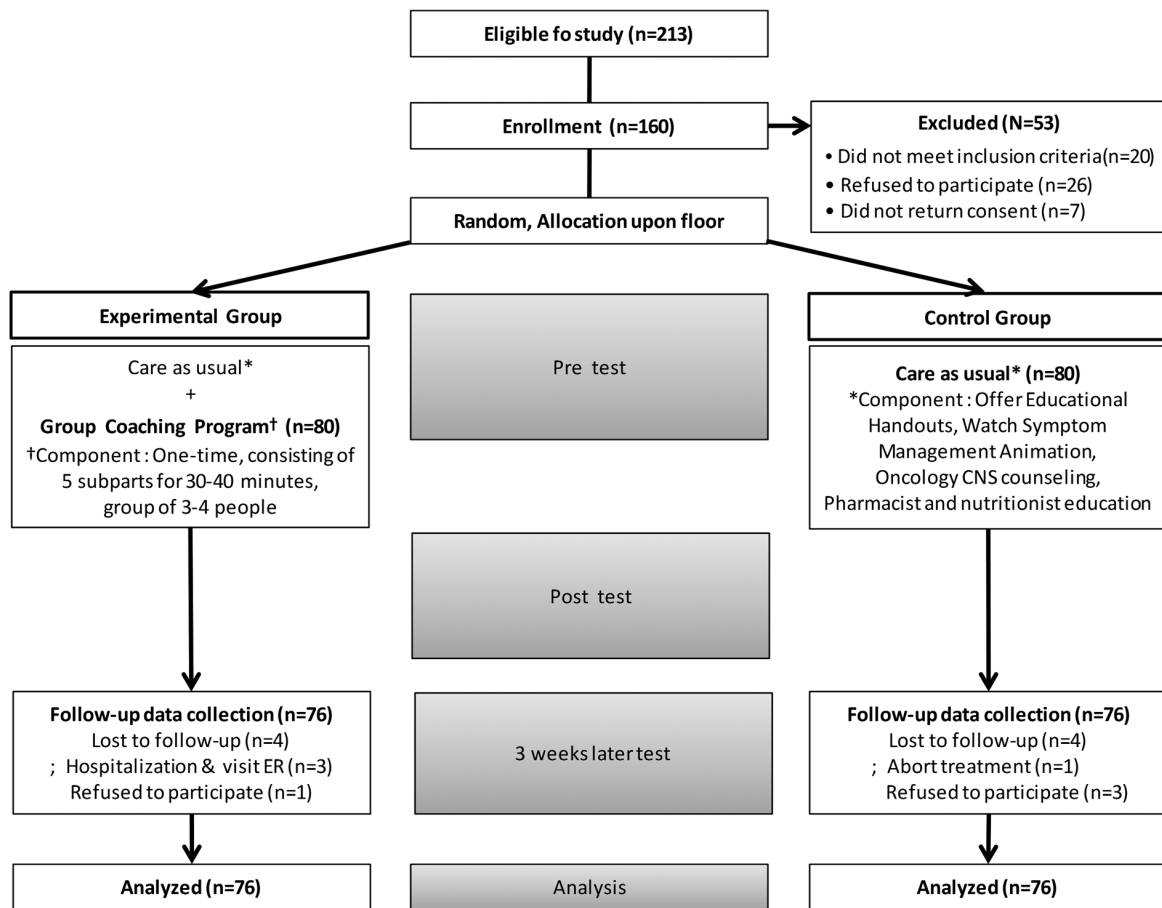 Eligible fo study (n=213)
Enrollment (n=160)
Excluded (N=53)
• Did not meet inclusion criteria(n=20)
• Refused to participate (n=26)
• Did not return consent (n=7)
Random, Allocation upon floor
Experimental Group
Care as usual*
+
Group Coaching Program† (n=80)
†Component : One-time, consisting of
5 subparts for 30-40 minutes,
group of 3-4 people
Pre test
Control Group
Care as usual* (n=80)
*Component : Offer Educational
Handouts, Watch Symptom
Management Animation,
Oncology CNS counseling,
Pharmacist and nutritionist education
Post test
Follow-up data collection (n=76)
Lost to follow-up (n=4)
; Hospitalization & visit ER (n=3)
Refused to participate (n=1)
3 weeks later test
Follow-up data collection (n=76)
Lost to follow-up (n=4)
; Abort treatment (n=1)
Refused to participate (n=3)
Analyzed (n=76)
Analysis
Analyzed (n=76)